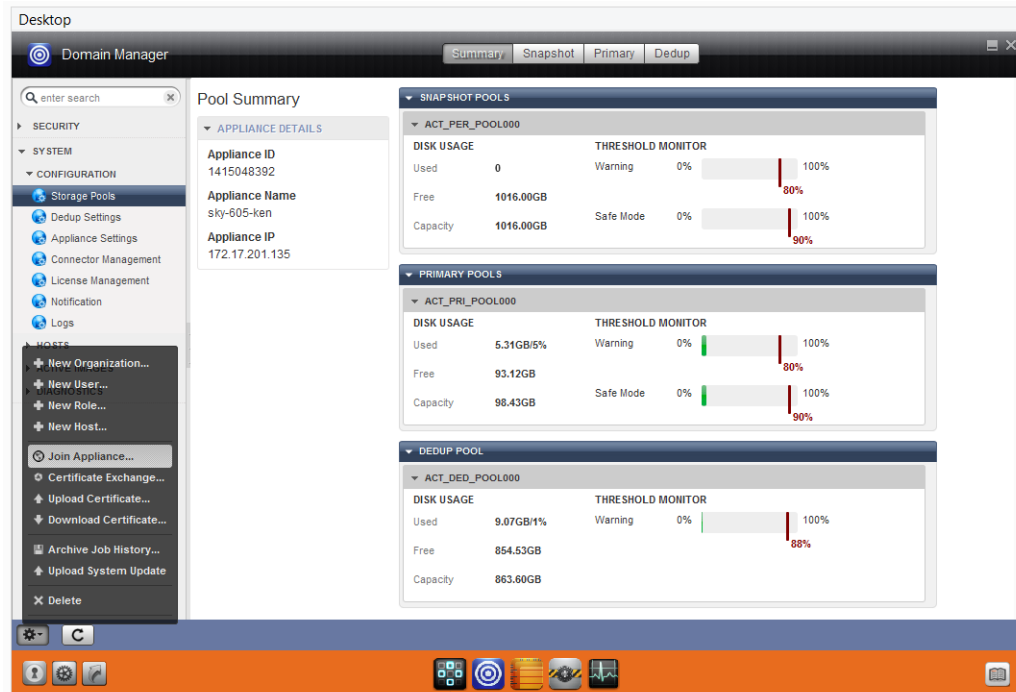 Desktop
Domain Manager
Summary Snapshot Primary Dedup
enter search
SECURITY
SYSTEM
CONFIGURATION
Storage Pools
Dedup Settings
Appliance Settings
Connector Management
License Management
Notification
Logs
HOSTS
ACTIVE IMAGES
DIAGNOSTICS
New Organization...
New User...
New Role...
New Host...
Join Appliance...
Certificate Exchange...
Upload Certificate...
Download Certificate...
Archive Job History...
Upload System Update
Delete
Pool Summary
APPLIANCE DETAILS
Appliance ID
1415048392
Appliance Name
sky-605-ken
Appliance IP
172.17.201.135
SNAPSHOT POOLS
ACT_PER_POOL000
DISK USAGE THRESHOLD MONITOR
Used 0 Warning 0% 100%
80%
Free 1016.00GB
Safe Mode 0% 100%
Capacity 1016.00GB
90%
PRIMARY POOLS
ACT_PRI_POOL000
DISK USAGE THRESHOLD MONITOR
Used 5.31GB/5% Warning 0% 100%
80%
Free 93.12GB
Safe Mode 0% 100%
Capacity 98.43GB
90%
DEDUP POOL
ACT_DED_POOL000
DISK USAGE THRESHOLD MONITOR
Used 9.07GB/1% Warning 0% 100%
88%
Free 854.53GB
Capacity 863.60GB